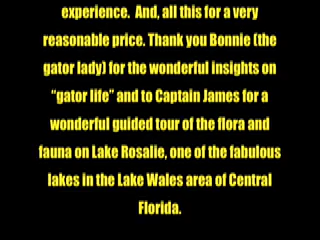 experience.  And, all this for a very
reasonable price. Thank you Bonnie (the
gator lady) for the wonderful insights on
"gator life" and to Captain James for a
wonderful guided tour of the flora and
fauna on Lake Rosalie, one of the fabulous
lakes in the Lake Wales area of Central
Florida.